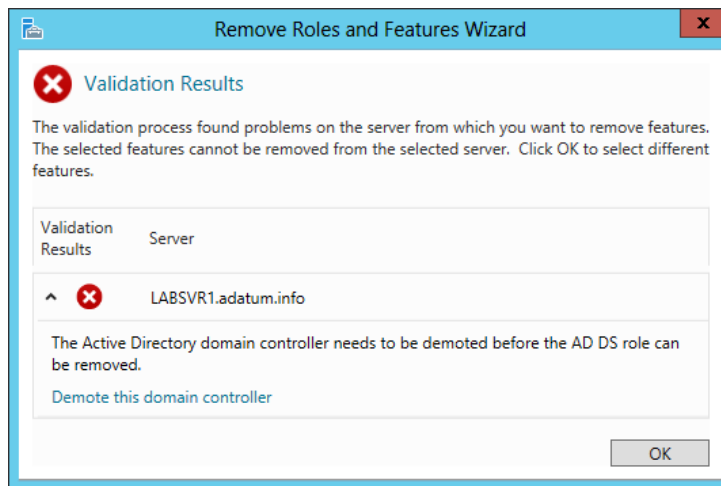 Remove Roles and Features Wizard
x
Validation Results
The validation process found problems on the server from which you want to remove features.
The selected features cannot be removed from the selected server.  Click OK to select different
features.
Validation
Results
Server
LABSVR1.adatum.info
The Active Directory domain controller needs to be demoted before the AD DS role can
be removed.
Demote this domain controller
OK